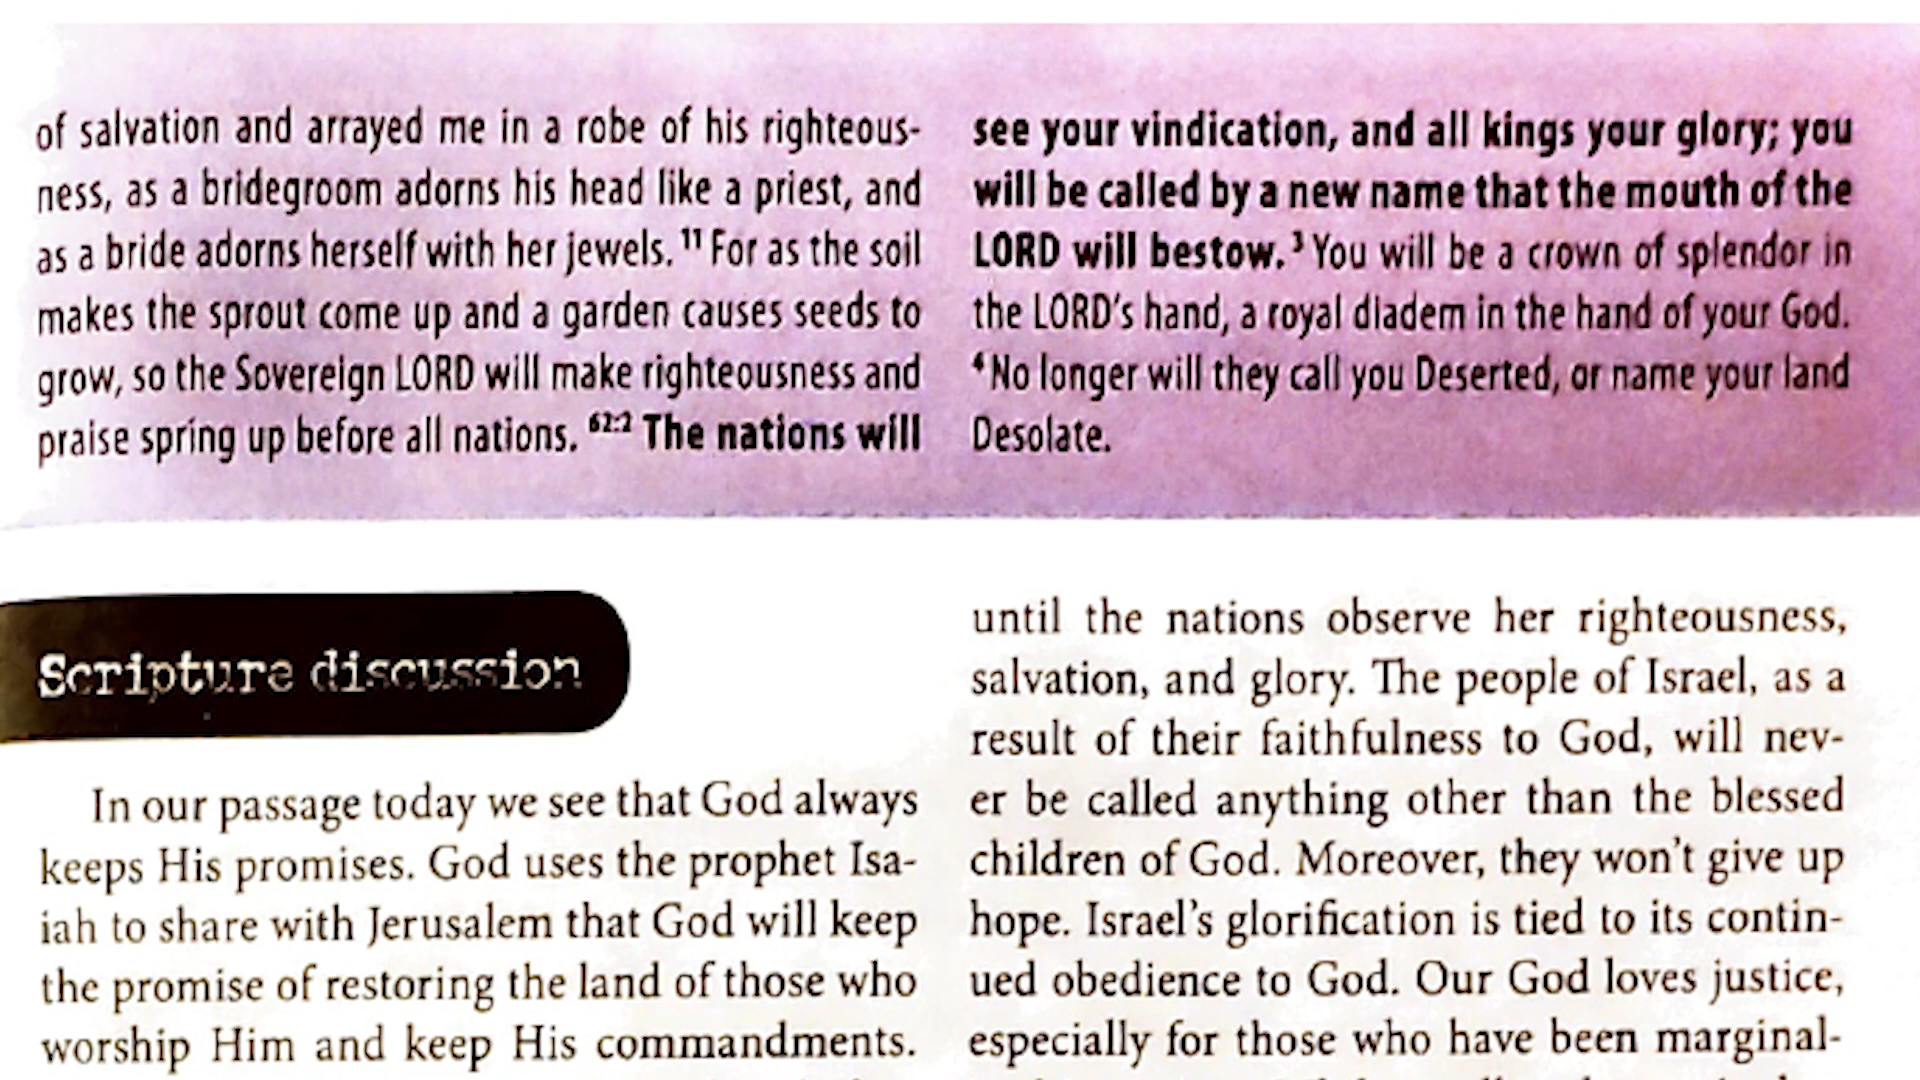 of salvation and arrayed me in a robe of his righteous-
ness, as a bridegroom adorns his head like a priest, and
as a bride adorns herself with her jewels. 11 For as the soil
makes the sprout come up and a garden causes seeds to
grow, so the Sovereign LORD will make righteousness and
praise spring up before all nations. 62:2 The nations will
see your vindication, and all kings your glory; you
will be called by a new name that the mouth of the
LORD will bestow. 3 You will be a crown of splendor in
the LORD's hand, a royal diadem in the hand of your God.
4 No longer will they call you Deserted, or name your land
Desolate.
Scripture discussion
In our passage today we see that God always
keeps His promises. God uses the prophet Isa-
iah to share with Jerusalem that God will keep
the promise of restoring the land of those who
worship Him and keep His commandments.
until the nations observe her righteousness,
salvation, and glory. The people of Israel, as a
result of their faithfulness to God, will nev-
er be called anything other than the blessed
children of God. Moreover, they won't give up
hope. Israel's glorification is tied to its contin-
ued obedience to God. Our God loves justice,
especially for those who have been marginal-